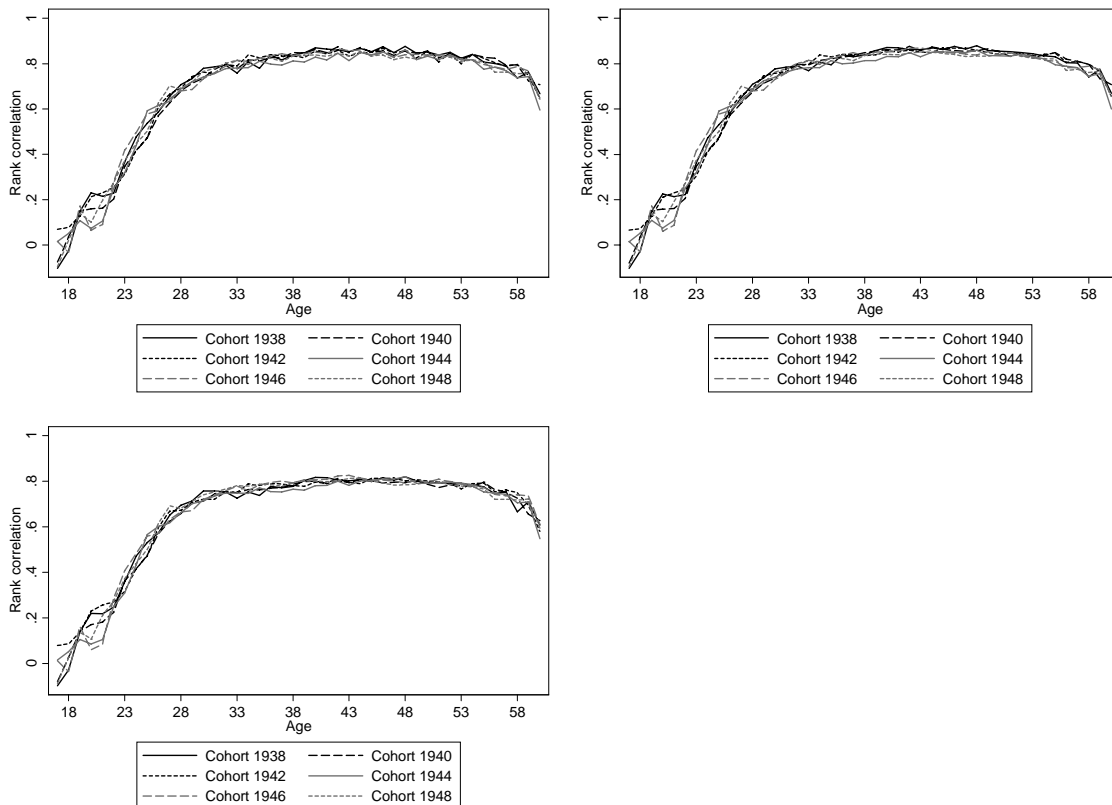 1
.8
.6
.4
.2
0
Rank correlation
18 23 28 33 38 43 48 53 58
Age
Cohort 1938 Cohort 1940
Cohort 1942 Cohort 1944
Cohort 1946 Cohort 1948
1
.8
.6
.4
.2
0
Rank correlation
18 23 28 33 38 43 48 53 58
Age
Cohort 1938 Cohort 1940
Cohort 1942 Cohort 1944
Cohort 1946 Cohort 1948
1
.8
.6
.4
.2
0
Rank correlation
18 23 28 33 38 43 48 53 58
Age
Cohort 1938 Cohort 1940
Cohort 1942 Cohort 1944
Cohort 1946 Cohort 1948